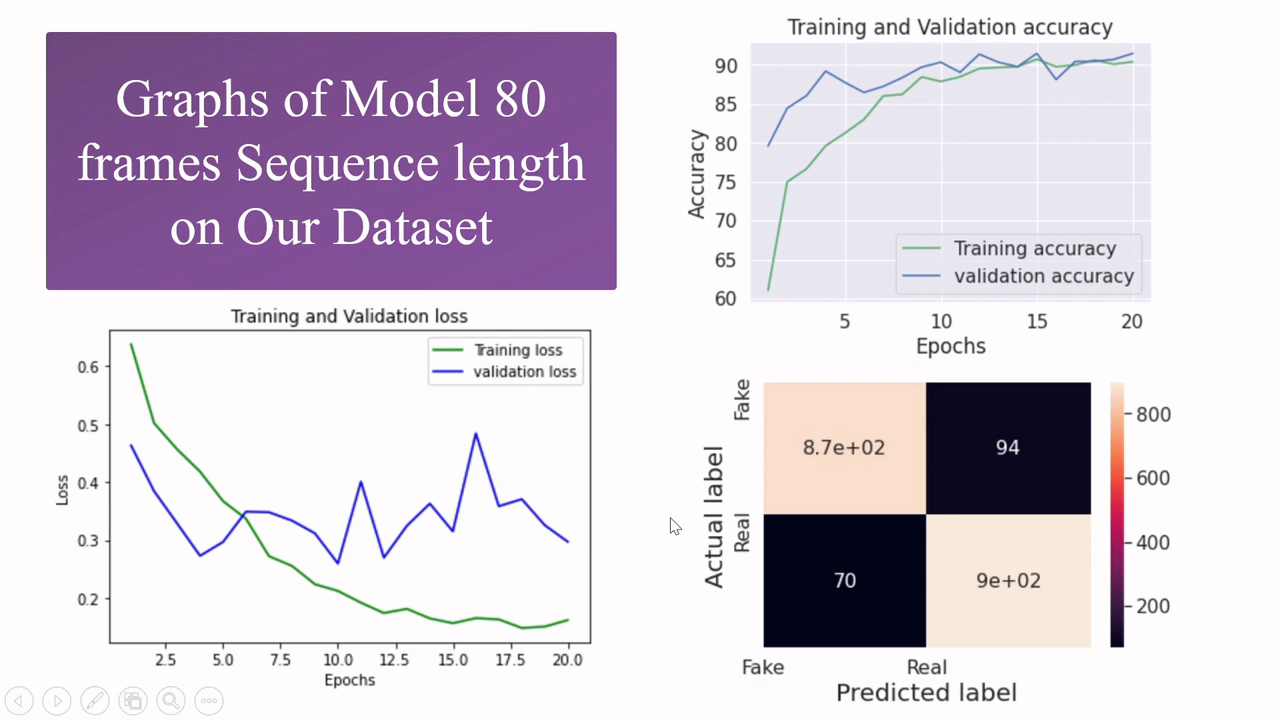 Graphs of Model 80
frames Sequence length
on Our Dataset
Training and Validation accuracy
90
85
80
75
70
65
60
Accuracy
Training accuracy
validation accuracy
5 10 15 20
Epochs
Training and Validation loss
Training loss
validation loss
0.6
0.5
0.4
0.3
0.2
Loss
2.5 5.0 7.5 10.0 12.5 15.0 17.5 20.0
Epochs
Actual label
Fake
Real
8.7e+02 94
70 9e+02
800
600
400
200
Fake Real
Predicted label